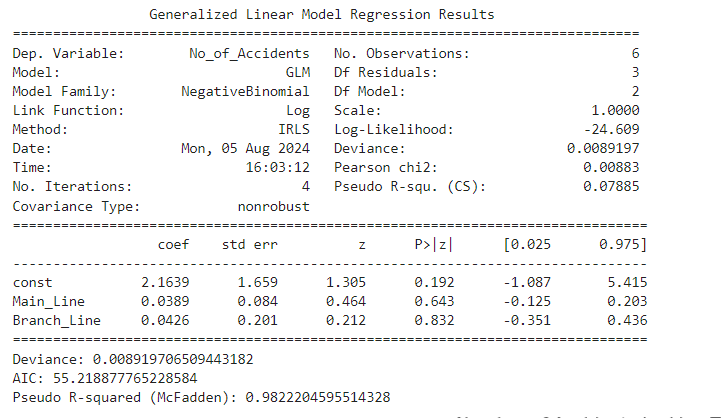 Generalized Linear Model Regression Results
==============================================================================
Dep. Variable: No_of_Accidents No. Observations: 6
Model: GLM Df Residuals: 3
Model Family: NegativeBinomial Df Model: 2
Link Function: Log Scale: 1.0000
Method: IRLS Log-Likelihood: -24.609
Date: Mon, 05 Aug 2024 Deviance: 0.0089197
Time: 16:03:12 Pearson chi2: 0.00883
No. Iterations: 4 Pseudo R-squ. (CS): 0.07885
Covariance Type: nonrobust
===============================================================================
coef std err z P>|z| [0.025 0.975]
-------------------------------------------------------------------------------
const 2.1639 1.659 1.305 0.192 -1.087 5.415
Main_Line 0.0389 0.084 0.464 0.643 -0.125 0.203
Branch_Line 0.0426 0.201 0.212 0.832 -0.351 0.436
===============================================================================
Deviance: 0.008919706509443182
AIC: 55.218877765228584
Pseudo R-squared (McFadden): 0.9822204595514328